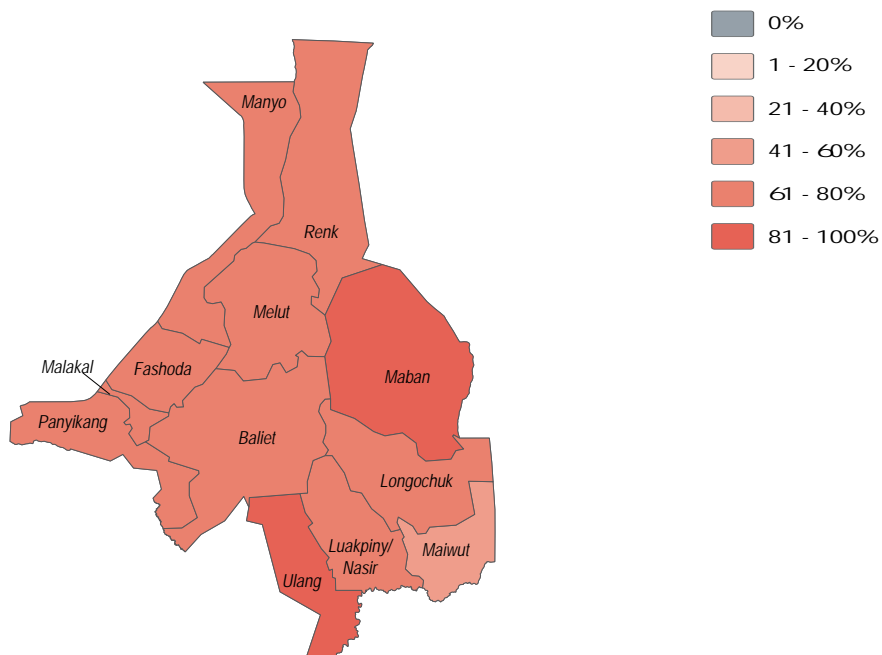 0%
1 - 20%
21 - 40%
41 - 60%
61 - 80%
81 - 100%
Manyo
Renk
Melut
Malakal
Fashoda
Maban
Panyikang
Baliet
Longochuk
Luakpiny/
Nasir
Maiwut
Ulang